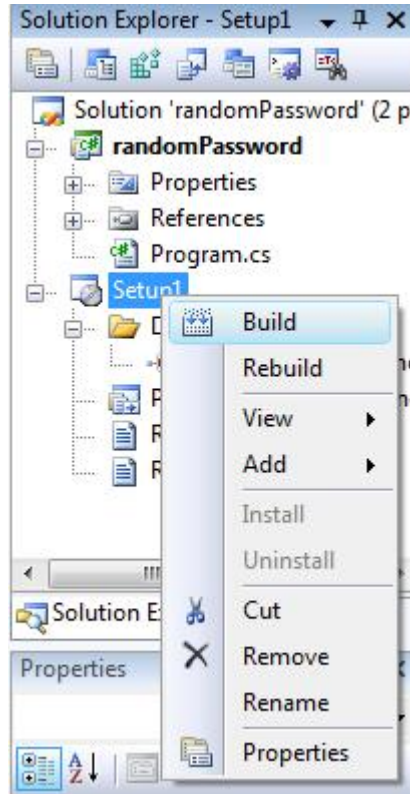 Solution Explorer - Setup1
Solution 'randomPassword' (2 p
randomPassword
Properties
References
Program.cs
Setup1
Build
Rebuild
View
Add
Install
Uninstall
Solution E
Cut
Properties
Remove
Rename
Properties